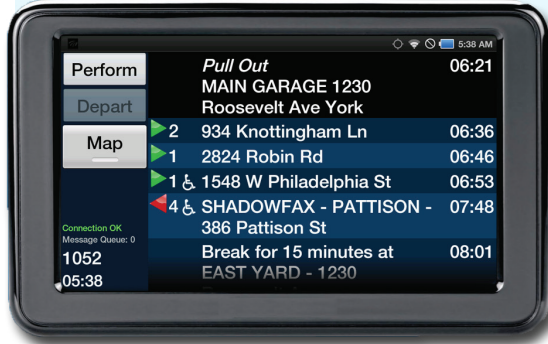 5:38 AM
Perform
Depart
Map
Connection OK
Message Queue: 0
1052
05:38
Pull Out 06:21
MAIN GARAGE 1230
Roosevelt Ave York
2 934 Knottingham Ln 06:36
1 2824 Robin Rd 06:46
1 1548 W Philadelphia St 06:53
4 SHADOWFAX - PATTISON - 07:48
386 Pattison St
Break for 15 minutes at 08:01
EAST YARD - 1230